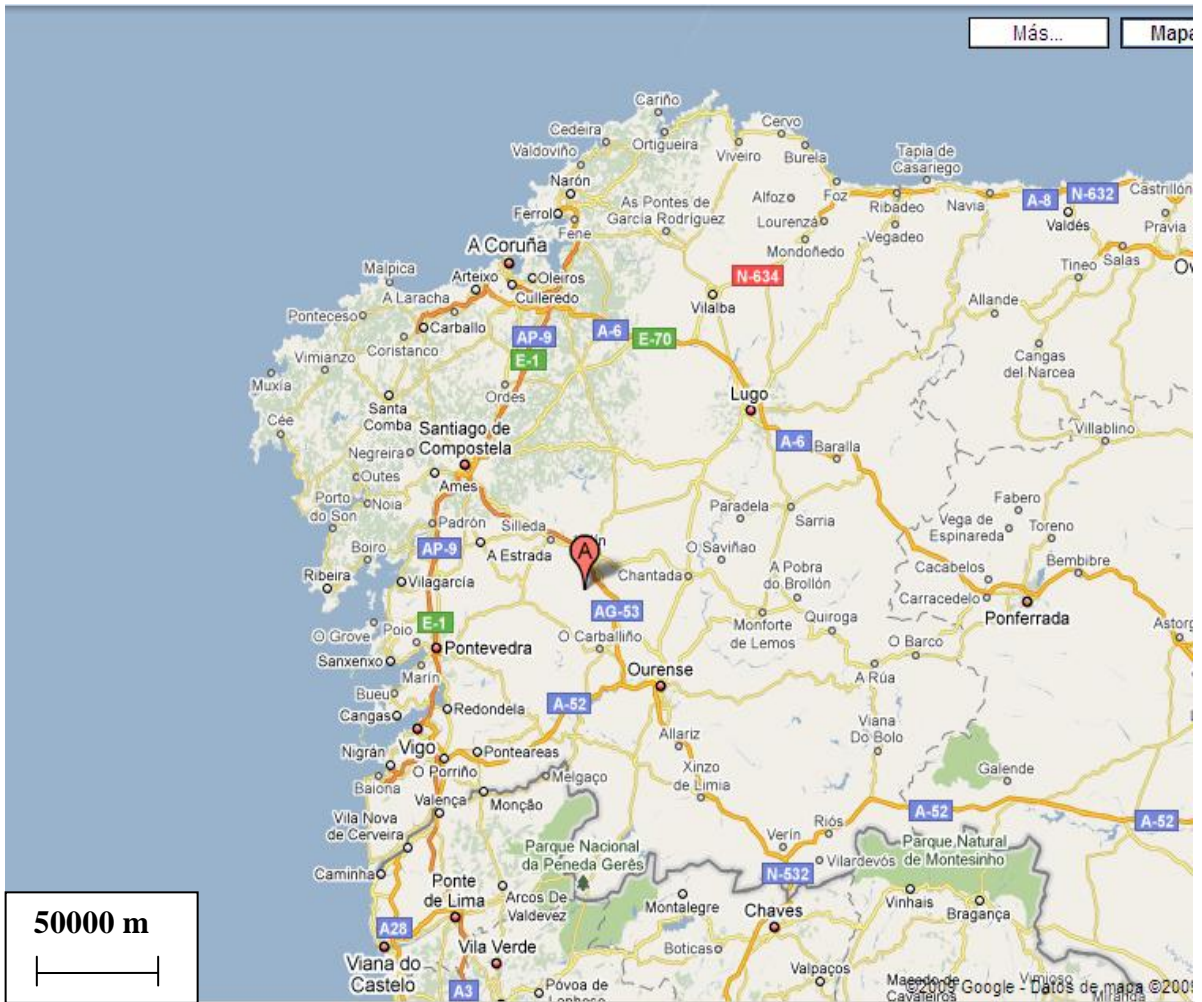 Más...
Mapa
Cariño
Cedeira
Ortigueira
Cervo
Valdoviño
Viveiro
Burela
Tapia de
Casariego
Narón
As Pontes de
García Rodríguez
Alfoz
Foz
Ribadeo
Navia
A-8
N-632
Castrillón
Ferrol
Fene
Lourenzá
Vegadeo
Valdés
Pravia
Mondoñedo
A Coruña
Salas
Malpica
Arteixo
Oleiros
N-634
Tineo
A Laracha
Culleredo
Vilalba
Allande
Ponteceso
Carballo
AP-9
A-6
E-70
Coristanco
E-1
Vimianzo
Cangas
del Narcea
Muxía
Ordes
Lugo
Santa
Comba
Cée
Santiago de
Compostela
A-6
Baralla
Villablino
Negreira
Outes
Ames
Porto
do Son
Noia
Padrón
Silleda
Paradela
Sarria
Fabero
Vega de
Espinareda
Toreno
Boiro
AP-9
A Estrada
A
O Saviñao
Bembibre
Ribeira
Vilagarcía
Chantada
A Pobra
do Brollón
Cacabelos
Carracedelo
AG-53
Ponferrada
E-1
Monforte
de Lemos
Quiroga
O Grove
Poio
O Carballiño
O Barco
Sanxenxo
Pontevedra
Marín
Ourense
A Rúa
Bueu
Cangas
Redondela
A-52
Allariz
Viana
Do Bolo
Vigo
Ponteareas
Nigrán
O Porriño
Melgaço
Xinzo
de Limia
Galende
Baiona
Valença
Monção
A-52
A-52
Vila Nova
de Cerveira
Riós
Verín
Parque Nacional
da Peneda Gerês
Vilardevós
Parque Natural
de Montesinho
Caminha
N-532
Ponte
de Lima
Arcos De
Valdevez
Montalegre
Chaves
Vinhais
Bragança
50000 m
A28
Vila Verde
Boticas
Viana do
Castelo
A3
Póvoa de
Valpaços
Macedo de
Cavaleiros
Vimioso
©2009 Google - Datos de mapa ©2009